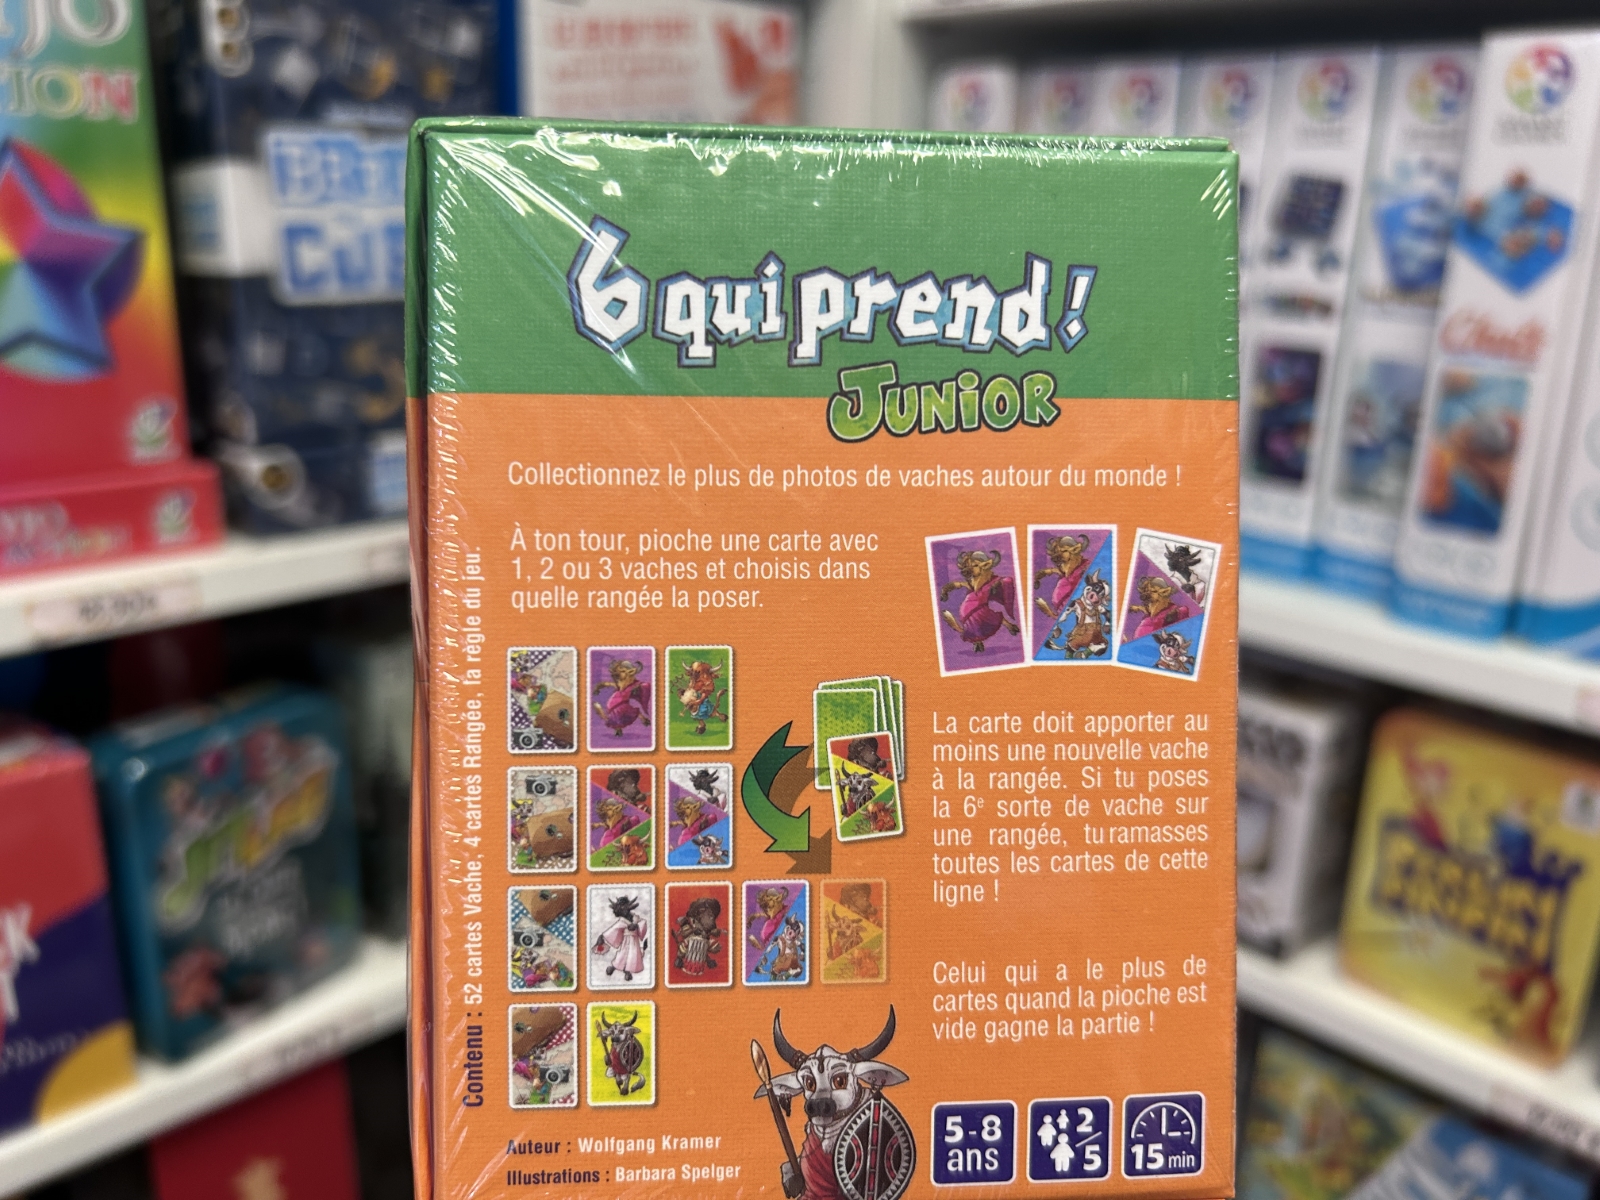 6 qui prend !
JUNIOR
Collectionnez le plus de photos de vaches autour du monde !
À ton tour, pioche une carte avec
1, 2 ou 3 vaches et choisis dans
quelle rangée la poser.
La carte doit apporter au
moins une nouvelle vache
à la rangée. Si tu poses
la 6e sorte de vache sur
une rangée, tu ramasses
toutes les cartes de cette
ligne !
Celui qui a le plus de
cartes quand la pioche est
vide gagne la partie !
Contenu : 52 cartes Vache, 4 cartes Rangée, la règle du jeu.
Auteur : Wolfgang Kramer
Illustrations : Barbara Spelger
5-8
ans
2
5
15 min